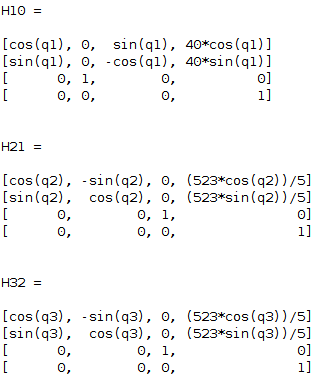 H10 =
[cos(q1), 0,  sin(q1), 40*cos(q1)]
[sin(q1), 0, -cos(q1), 40*sin(q1)]
[      0, 1,        0,          0]
[      0, 0,        0,          1]
H21 =
[cos(q2), -sin(q2), 0, (523*cos(q2))/5]
[sin(q2),  cos(q2), 0, (523*sin(q2))/5]
[      0,        0, 1,               0]
[      0,        0, 0,               1]
H32 =
[cos(q3), -sin(q3), 0, (523*cos(q3))/5]
[sin(q3),  cos(q3), 0, (523*sin(q3))/5]
[      0,        0, 1,               0]
[      0,        0, 0,               1]